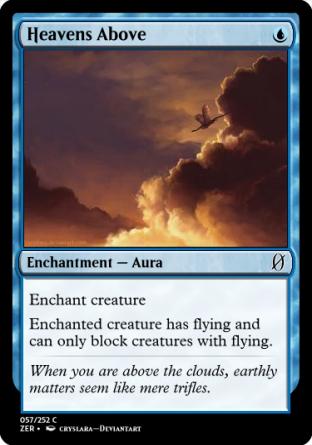 Heavens Above
Enchantment — Aura
Enchant creature
Enchanted creature has flying and
can only block creatures with flying.
When you are above the clouds, earthly
matters seem like mere trifles.
057/252 C
ZER • CRYSLARA—DEVIANTART